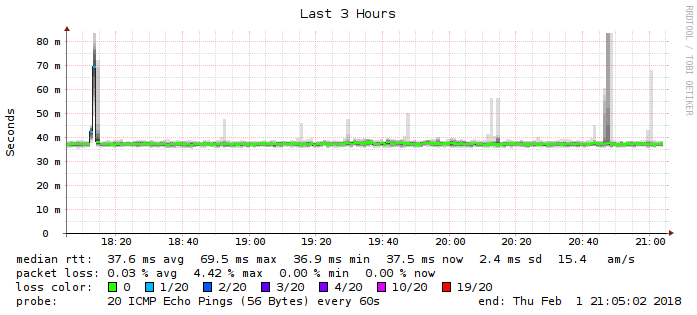 Last 3 Hours
RRDTOOL / TOBI OETIKER
Seconds
80 m
70 m
60 m
50 m
40 m
30 m
20 m
10 m
0
18:20 18:40 19:00 19:20 19:40 20:00 20:20 20:40 21:00
median rtt: 37.6 ms avg 69.5 ms max 36.9 ms min 37.5 ms now 2.4 ms sd 15.4 am/s
packet loss: 0.03 % avg 4.42 % max 0.00 % min 0.00 % now
loss color: 0 1/20 2/20 3/20 4/20 10/20 19/20
probe: 20 ICMP Echo Pings (56 Bytes) every 60s end: Thu Feb 1 21:05:02 2018